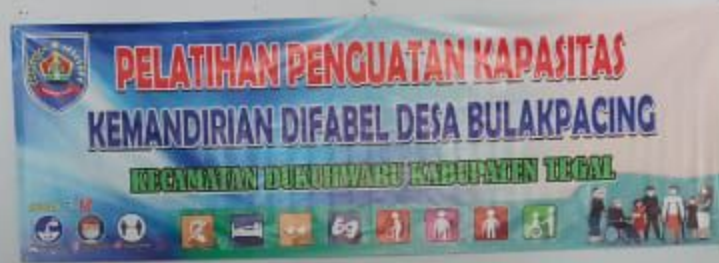 PELATIHAN PENGUATAN KAPASITAS
KEMANDIRIAN DIFABEL DESA BULAKPACING
KECAMATAN DUKUHWARU KABUPATEN TEGAL